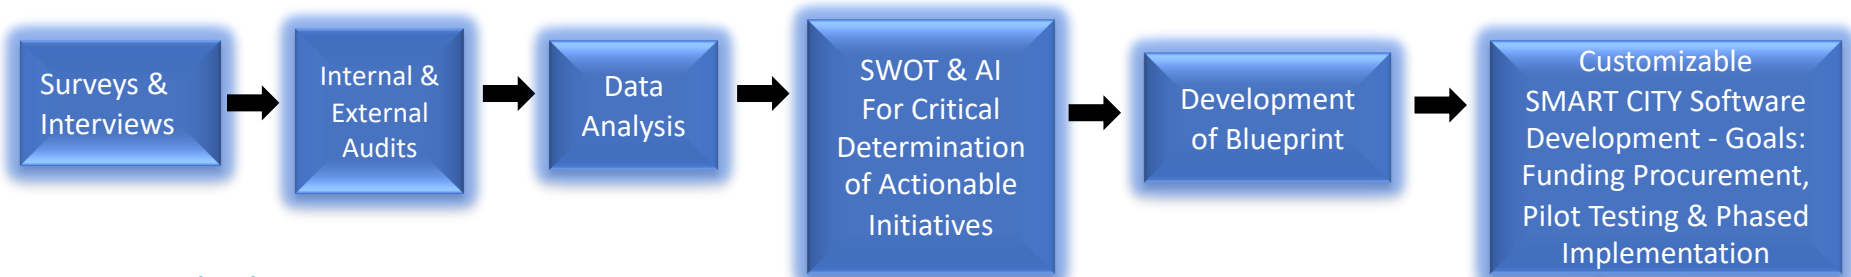 Surveys &
Interviews
Internal &
External
Audits
Data
Analysis
SWOT & AI
For Critical
Determination
of Actionable
Initiatives
Development
of Blueprint
Customizable
SMART CITY Software
Development - Goals:
Funding Procurement,
Pilot Testing & Phased
Implementation